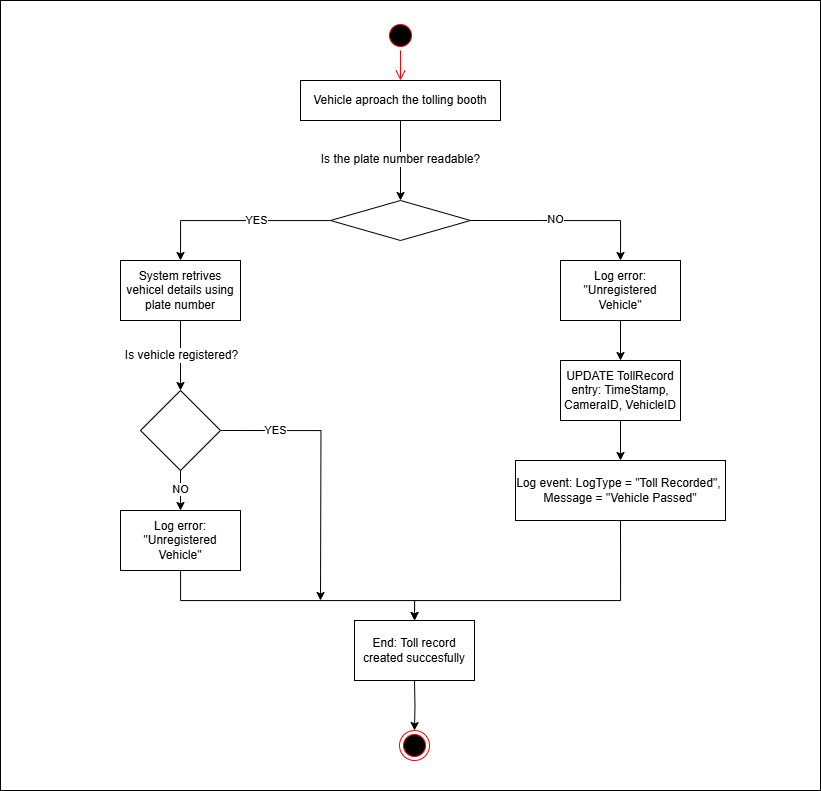 Vehicle aproach the tolling booth
Is the plate number readable?
YES
NO
System retrives
vehicel details using
plate number
Log error:
"Unregistered
Vehicle"
Is vehicle registered?
UPDATE TollRecord
entry: TimeStamp,
CameraID, VehicleID
YES
NO
Log event: LogType = "Toll Recorded",
Message = "Vehicle Passed"
Log error:
"Unregistered
Vehicle"
End: Toll record
created succesfully